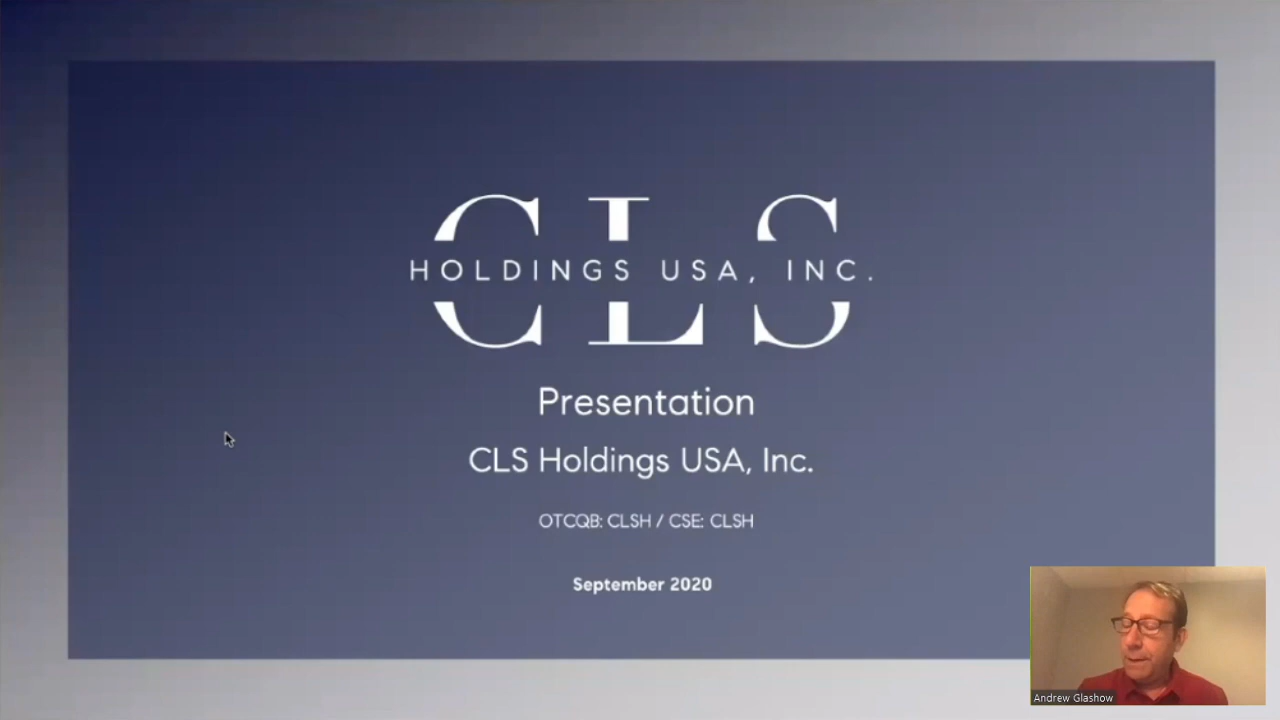 CLS
HOLDINGS USA, INC.
Presentation
CLS Holdings USA, Inc.
OTCQB: CLSH / CSE: CLSH
September 2020
Andrew Glashow